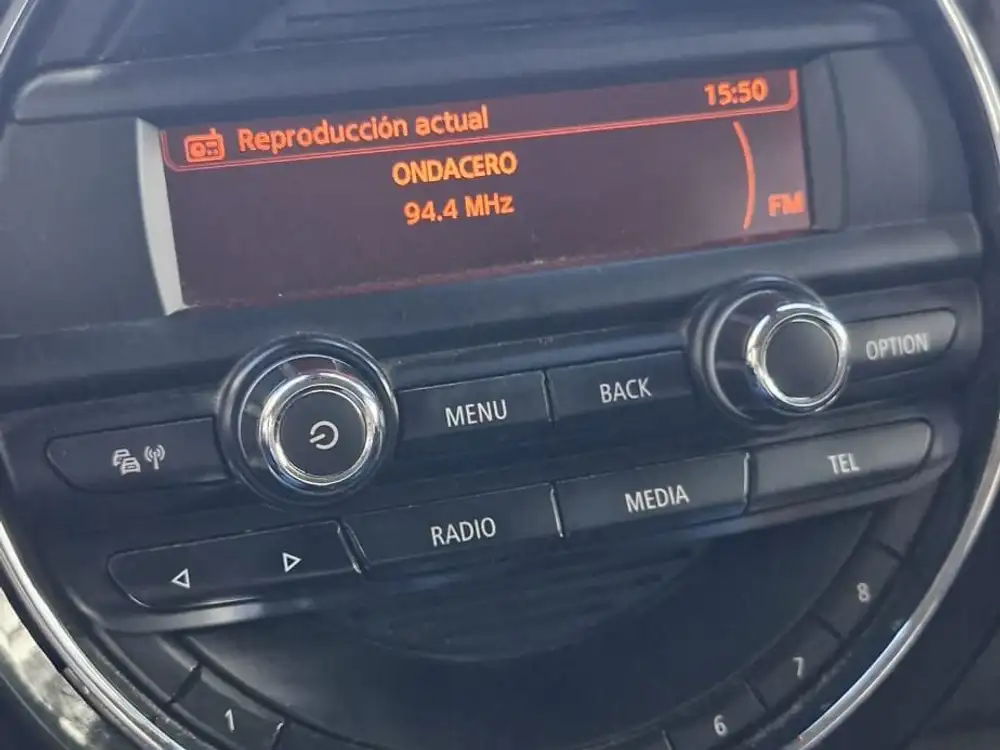 Reproducción actual 15:50
ONDACERO
94.4 MHz
FM
OPTION
MENU BACK
RADIO MEDIA TEL
8
7
1 6